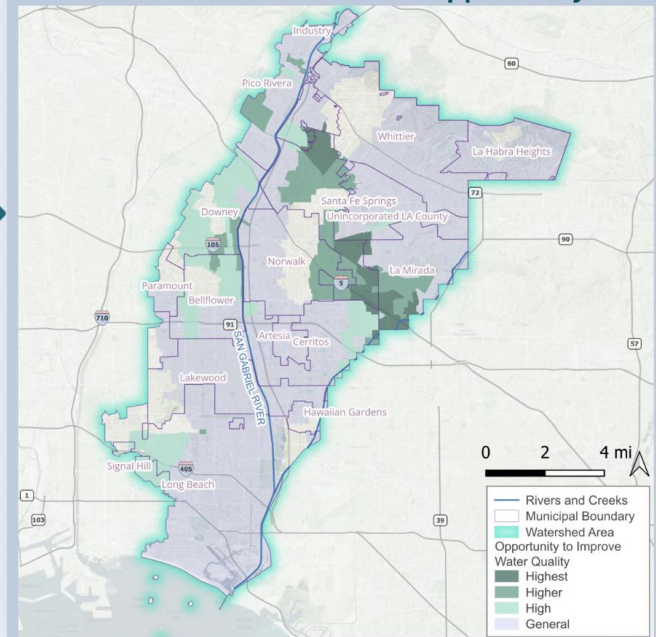 Industry
60
Pico Rivera
Whittier
La Habra Heights
72
Santa Fe Springs
Downey
Unincorporated LA County
105
90
Norwalk
La Mirada
5
Paramount
Bellflower
710
91
Artesia
Cerritos
57
SAN GABRIEL RIVER
Lakewood
Hawaiian Gardens
0 2 4 mi
Signal Hill
405
Long Beach
1
103
39
Rivers and Creeks
Municipal Boundary
Watershed Area
Opportunity to Improve
Water Quality
Highest
Higher
High
General